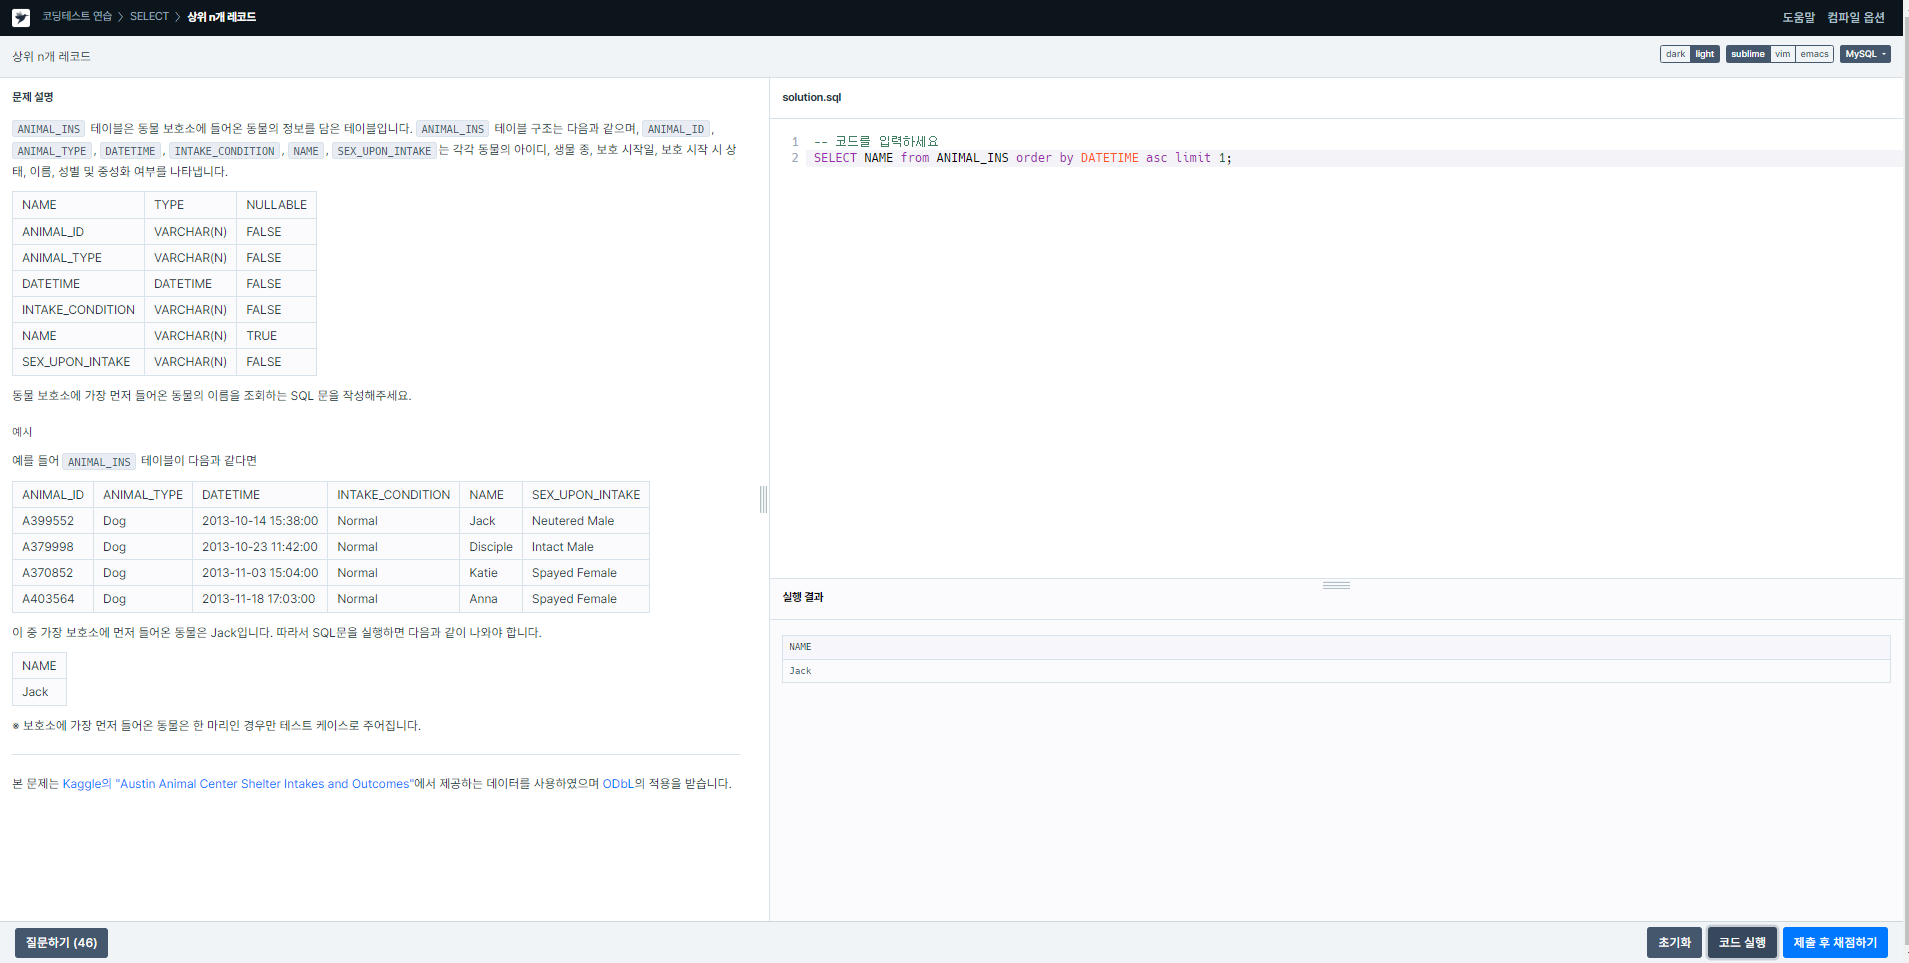 코딩테스트 연습 > SELECT > 상위 n개 레코드
도움말 컴파일 옵션
상위 n개 레코드
dark light sublime vim emacs MySQL
문제 설명
ANIMAL_INS 테이블은 동물 보호소에 들어온 동물의 정보를 담은 테이블입니다. ANIMAL_INS 테이블 구조는 다음과 같으며, ANIMAL_ID,
ANIMAL_TYPE, DATETIME, INTAKE_CONDITION, NAME, SEX_UPON_INTAKE는 각각 동물의 아이디, 생물 종, 보호 시작일, 보호 시작 시 상
태, 이름, 성별 및 중성화 여부를 나타냅니다.
NAME TYPE NULLABLE
ANIMAL_ID VARCHAR(N) FALSE
ANIMAL_TYPE VARCHAR(N) FALSE
DATETIME DATETIME FALSE
INTAKE_CONDITION VARCHAR(N) FALSE
NAME VARCHAR(N) TRUE
SEX_UPON_INTAKE VARCHAR(N) FALSE
동물 보호소에 가장 먼저 들어온 동물의 이름을 조회하는 SQL 문을 작성해주세요.
예시
예를 들어 ANIMAL_INS 테이블이 다음과 같다면
ANIMAL_ID ANIMAL_TYPE DATETIME INTAKE_CONDITION NAME SEX_UPON_INTAKE
A399552 Dog 2013-10-14 15:38:00 Normal Jack Neutered Male
A379998 Dog 2013-10-23 11:42:00 Normal Disciple Intact Male
A370852 Dog 2013-11-03 15:04:00 Normal Katie Spayed Female
A403564 Dog 2013-11-18 17:03:00 Normal Anna Spayed Female
이 중 가장 보호소에 먼저 들어온 동물은 Jack입니다. 따라서 SQL문을 실행하면 다음과 같이 나와야 합니다.
NAME
Jack
※ 보호소에 가장 먼저 들어온 동물은 한 마리인 경우만 테스트 케이스로 주어집니다.
본 문제는 Kaggle의 "Austin Animal Center Shelter Intakes and Outcomes"에서 제공하는 데이터를 사용하였으며 ODbL의 적용을 받습니다.
solution.sql
1 -- 코드를 입력하세요
2 SELECT NAME from ANIMAL_INS order by DATETIME asc limit 1;
실행 결과
NAME
Jack
질문하기 (46)
초기화 코드 실행 제출 후 채점하기